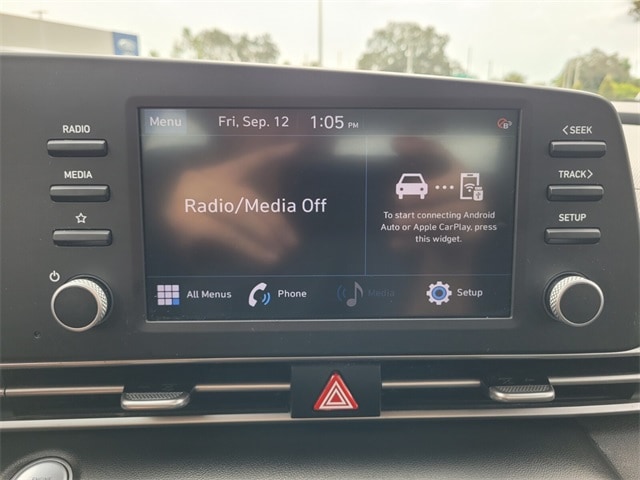 RADIO
MEDIA
Menu
Fri, Sep. 12
1:05 PM
Radio/Media Off
To start connecting Android
Auto or Apple CarPlay, press
this widget.
All Menus
Phone
Media
Setup
<SEEK
TRACK>
SETUP